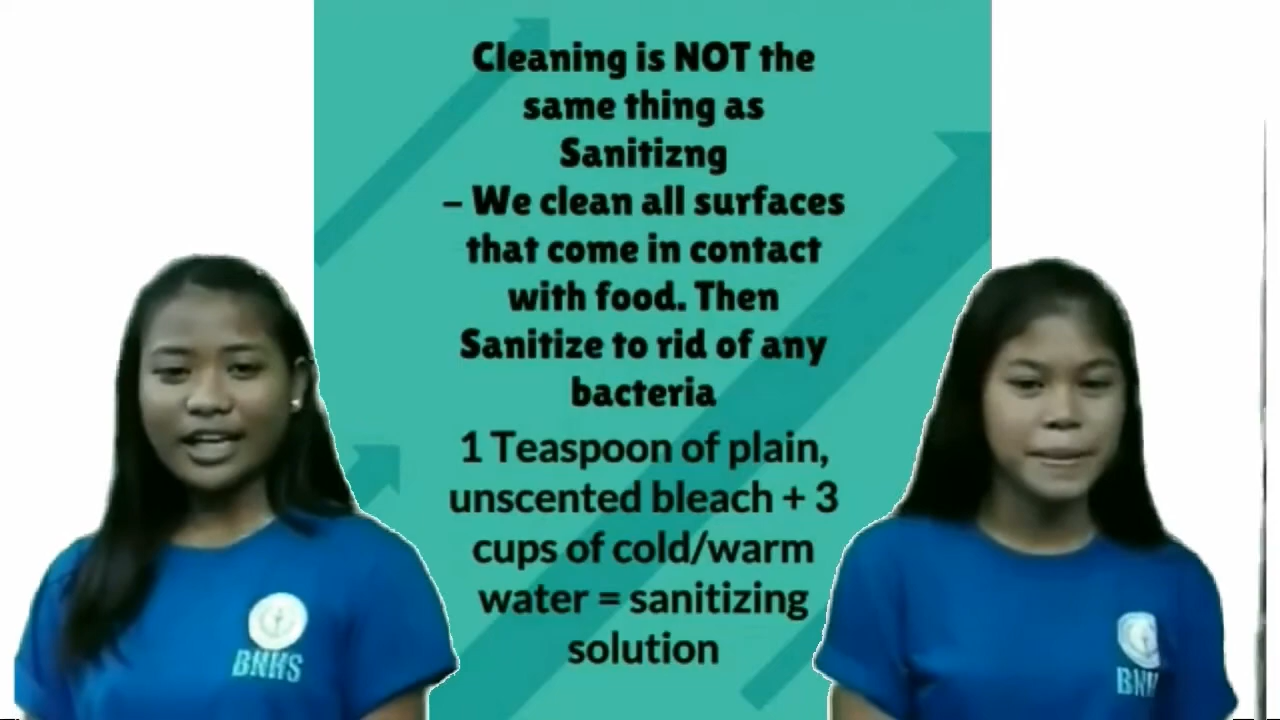 Cleaning is NOT the
same thing as
Sanitizng
– We clean all surfaces
that come in contact
with food. Then
Sanitize to rid of any
bacteria
1 Teaspoon of plain,
unscented bleach + 3
cups of cold/warm
water = sanitizing
solution
BNHS
BNH